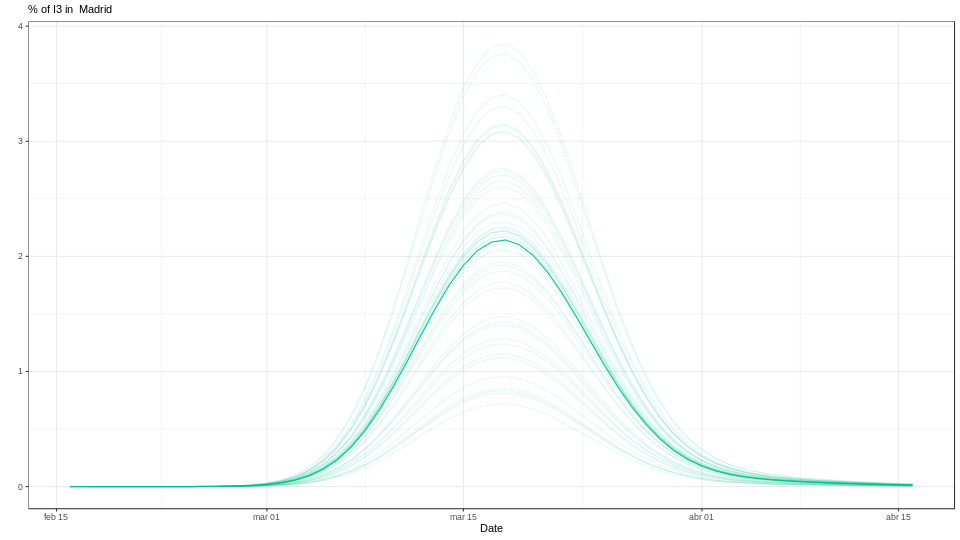 % of I3 in  Madrid
4
3
2
1
0
feb 15
mar 01
mar 15
abr 01
abr 15
Date